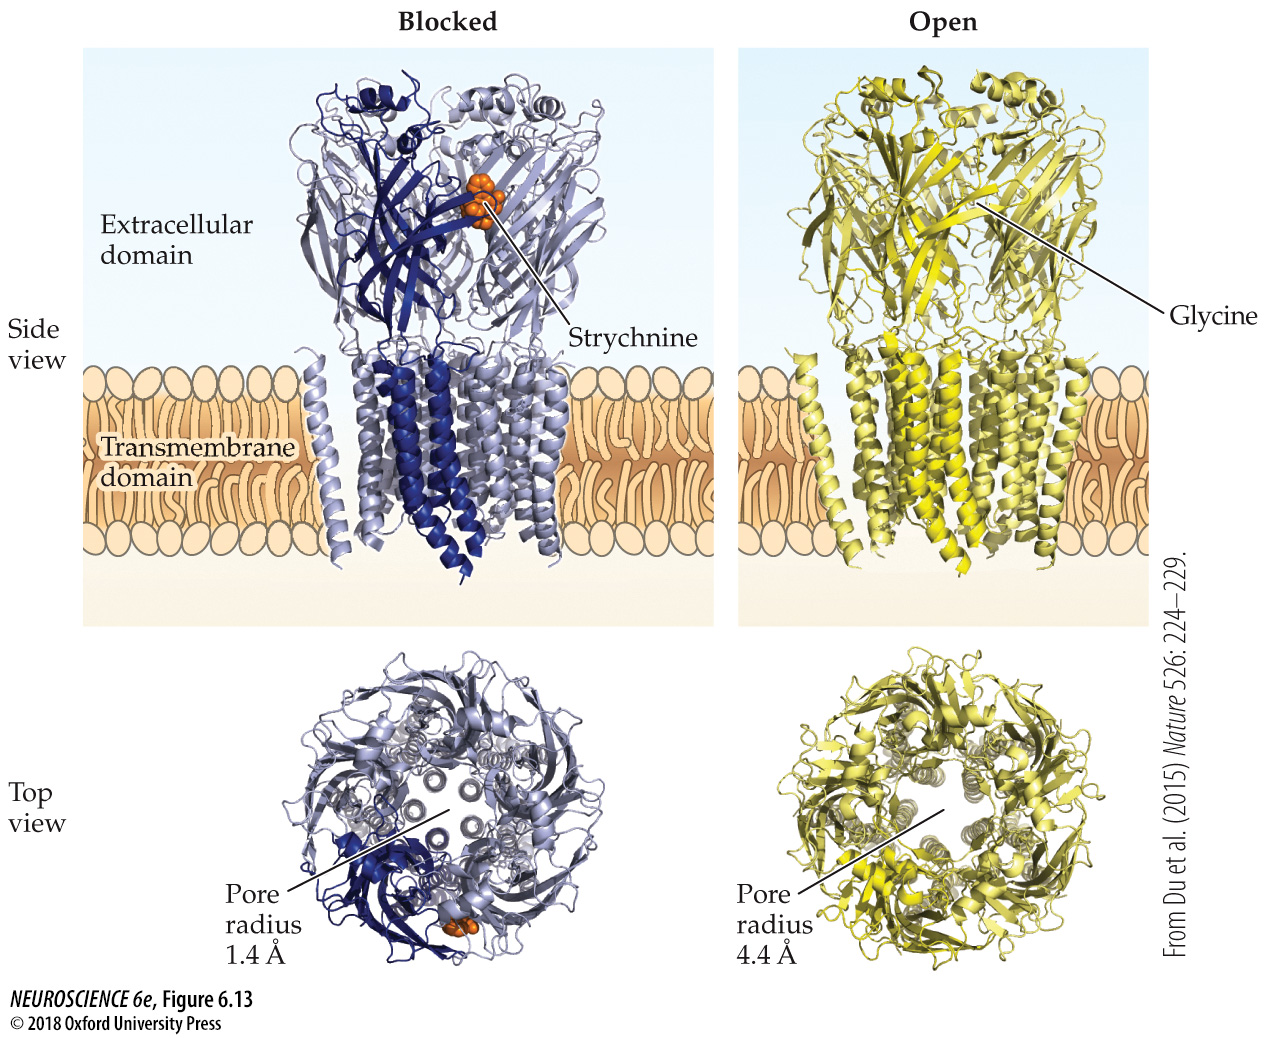 Blocked
Open
Extracellular
domain
Side
view
Strychnine
Glycine
Transmembrane
domain
Top
view
Pore
radius
1.4 Å
Pore
radius
4.4 Å
From Du et al. (2015) Nature 526: 224–229.
NEUROSCIENCE 6e, Figure 6.13
© 2018 Oxford University Press